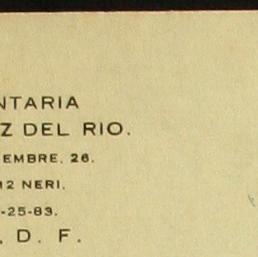 NTARIA
Z DEL RIO.
EMBRE, 26.
12 NERI.
-25-83.
. D. F.